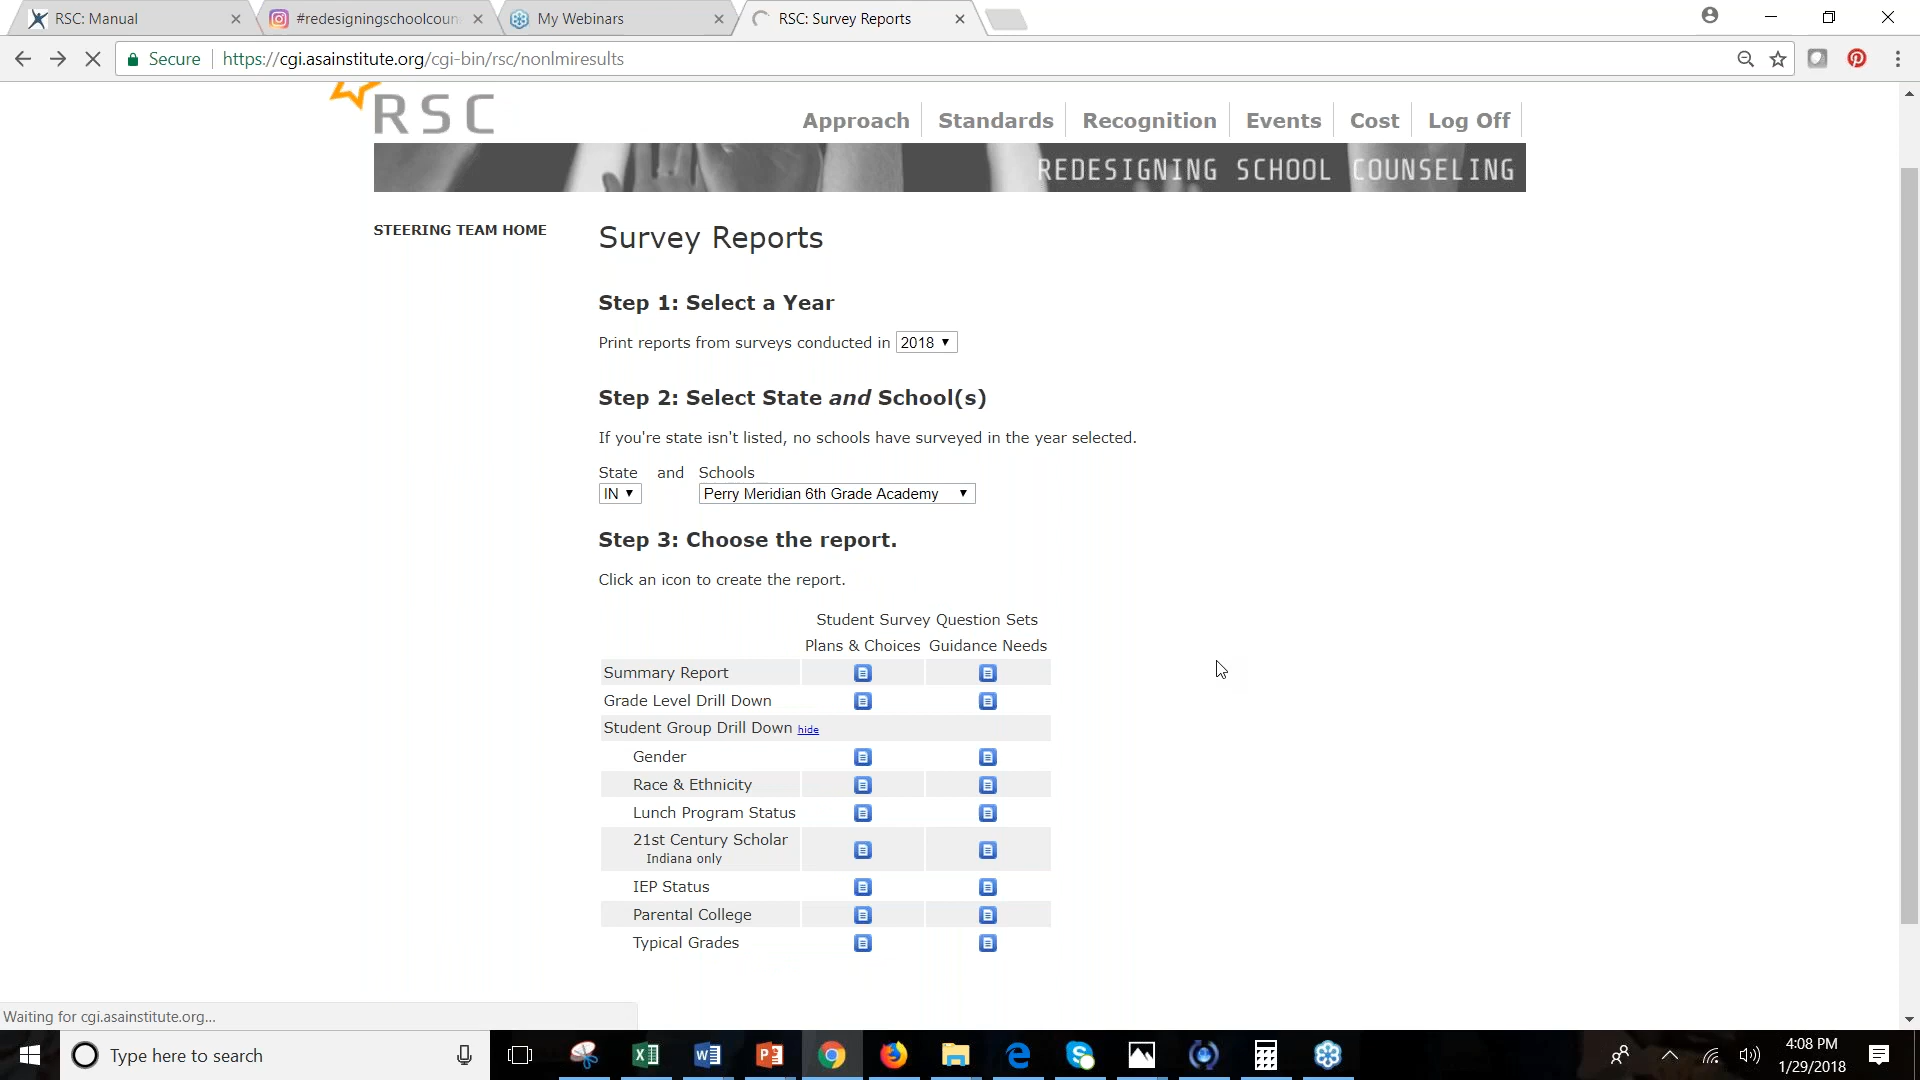 RSC: Manual
#redesigningschoolcoun
My Webinars
RSC: Survey Reports
Secure
https://cgi.asainstitute.org/cgi-bin/rsc/nonlmiresults
RSC
Approach
Standards
Recognition
Events
Cost
Log Off
REDESIGNING SCHOOL COUNSELING
STEERING TEAM HOME
Survey Reports
Step 1: Select a Year
Print reports from surveys conducted in 2018
Step 2: Select State and School(s)
If you're state isn't listed, no schools have surveyed in the year selected.
State and Schools
IN Perry Meridian 6th Grade Academy
Step 3: Choose the report.
Click an icon to create the report.
Student Survey Question Sets
Plans & Choices Guidance Needs
Summary Report
Grade Level Drill Down
Student Group Drill Down hide
Gender
Race & Ethnicity
Lunch Program Status
21st Century Scholar
Indiana only
IEP Status
Parental College
Typical Grades
Waiting for cgi.asainstitute.org...
Type here to search
4:08 PM
1/29/2018